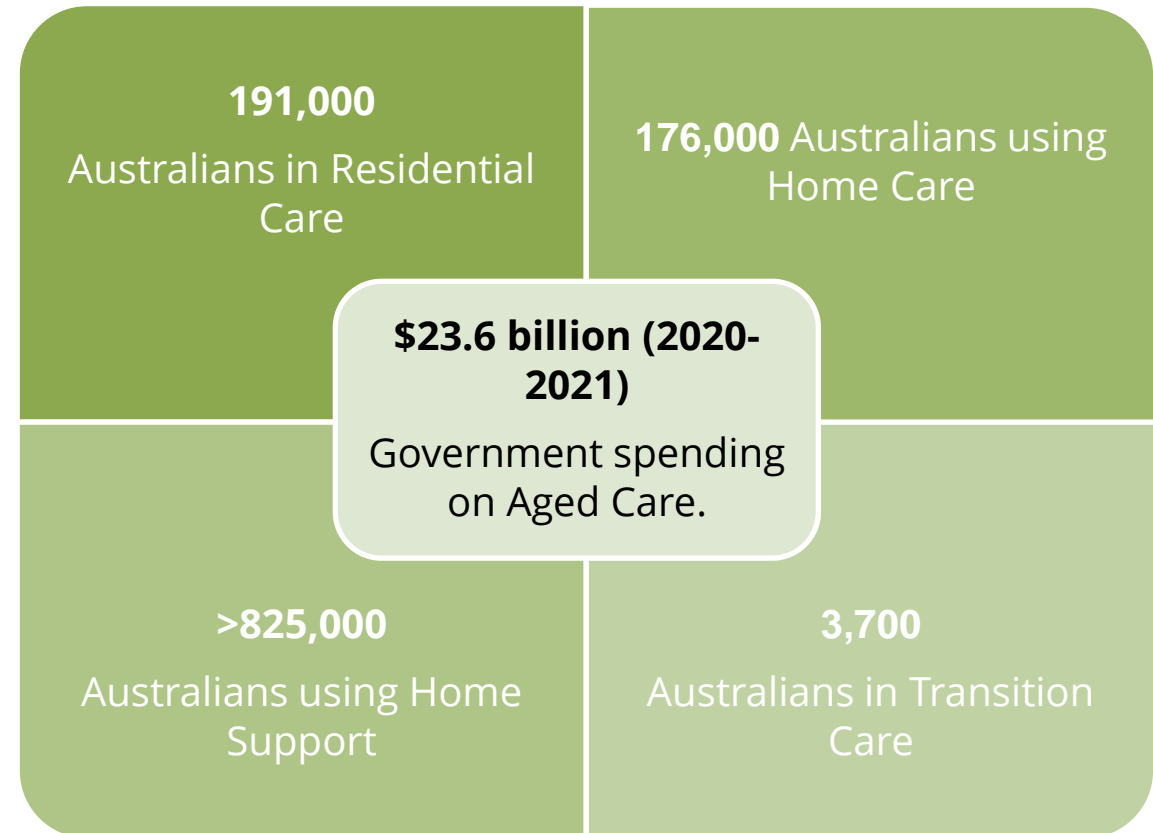 191,000
Australians in Residential
Care
176,000 Australians using
Home Care
$23.6 billion (2020-
2021)
Government spending
on Aged Care.
>825,000
Australians using Home
Support
3,700
Australians in Transition
Care